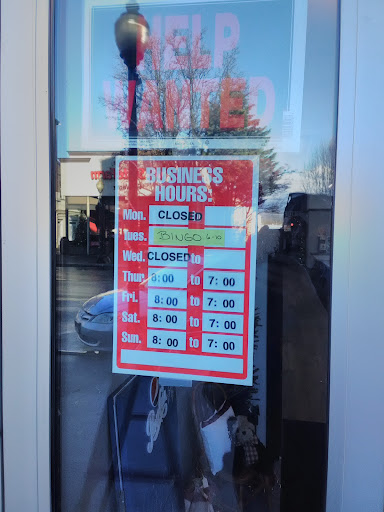 HELP
WANTED
BUSINESS
HOURS:
Mon. CLOSED
Tues. BINGO 6-10
Wed. CLOSED to
Thur. 8:00 to 7:00
Fri. 8:00 to 7:00
Sat. 8:00 to 7:00
Sun. 8:00 to 7:00